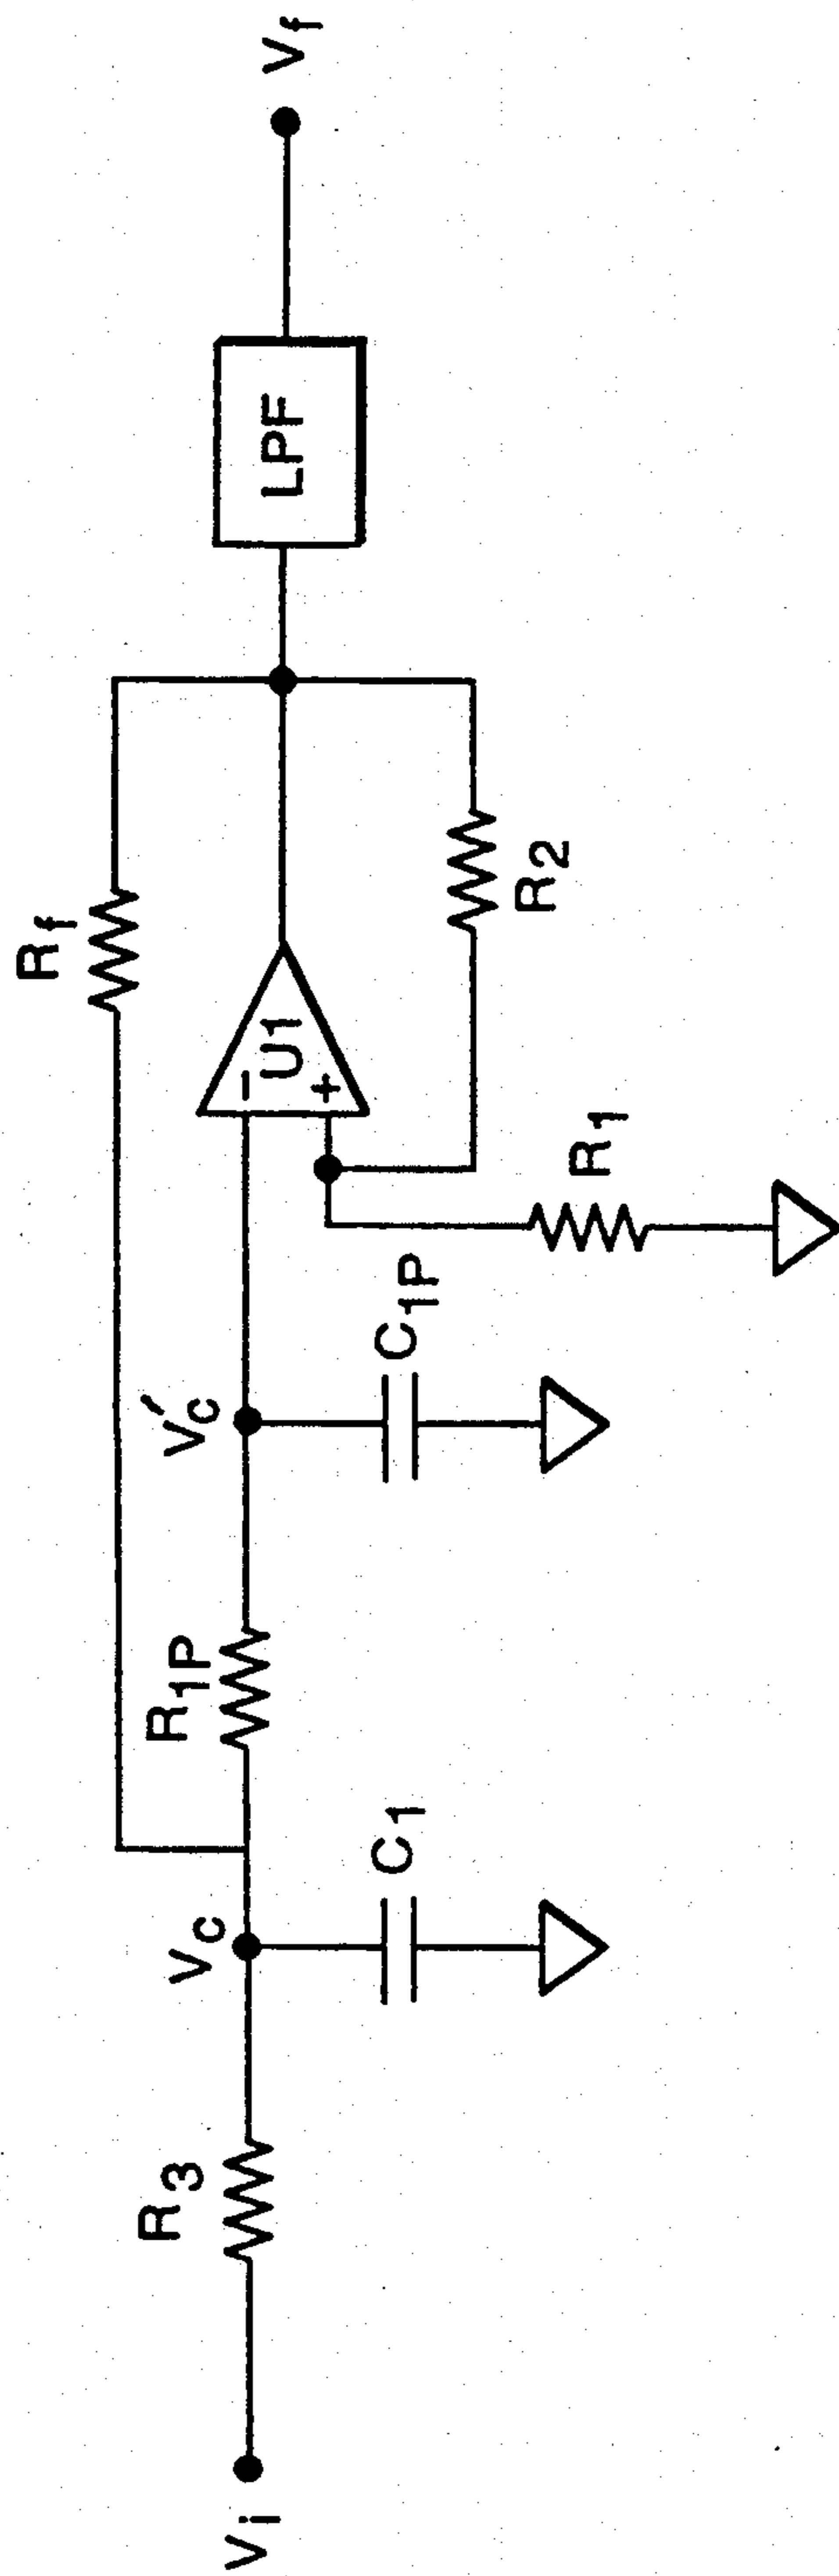 Vi
R3
Vc
C1
R1P
V'c
C1P
Rf
U1
−
+
R1
R2
LPF
Vf